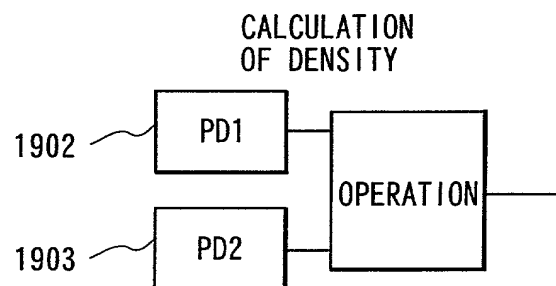 CALCULATION
OF DENSITY
1902
PD1
OPERATION
1903
PD2